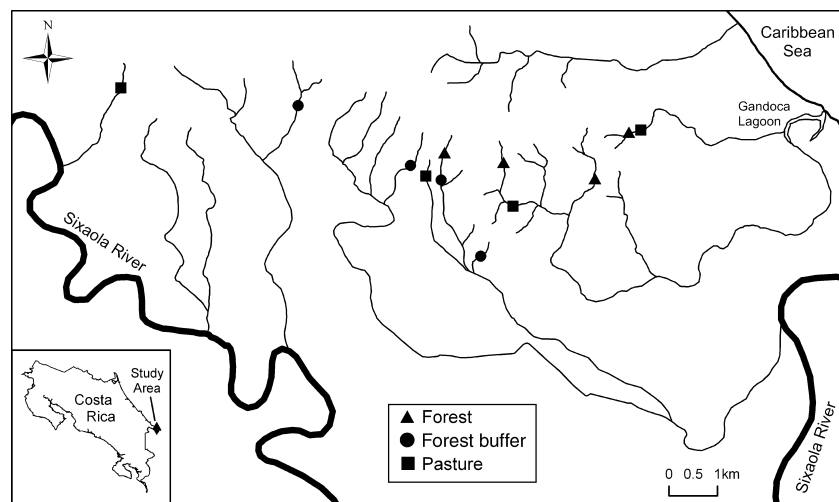 N
Caribbean
Sea
Gandoca
Lagoon
Sixaola River
Study
Area
Costa
Rica
Forest
Forest buffer
Pasture
0 0.5 1km
Sixaola River